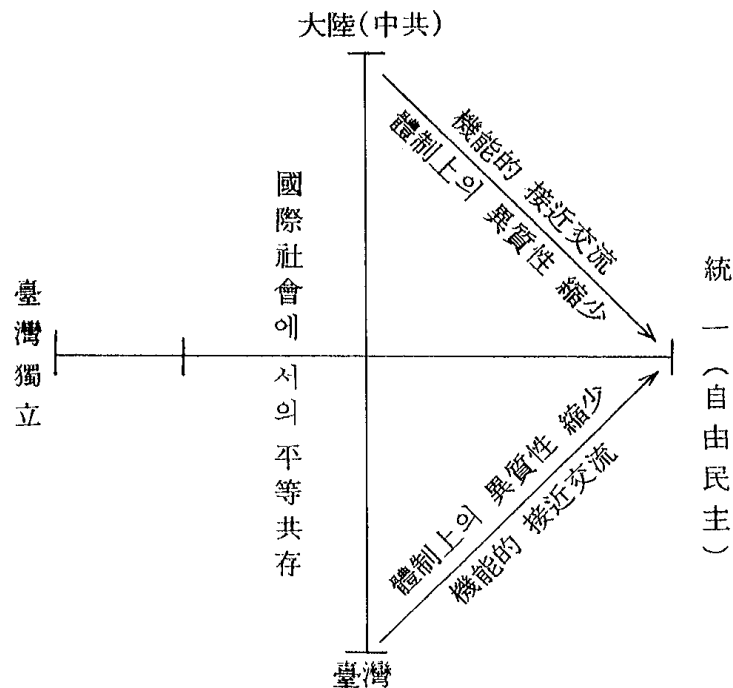 大陸(中共)
機能的 接近交流
體制上의 異質性 縮少
國際社會에서의 平等共存
臺灣獨立
統一(自由民主)
體制上의 異質性 縮少
機能的 接近交流
臺灣